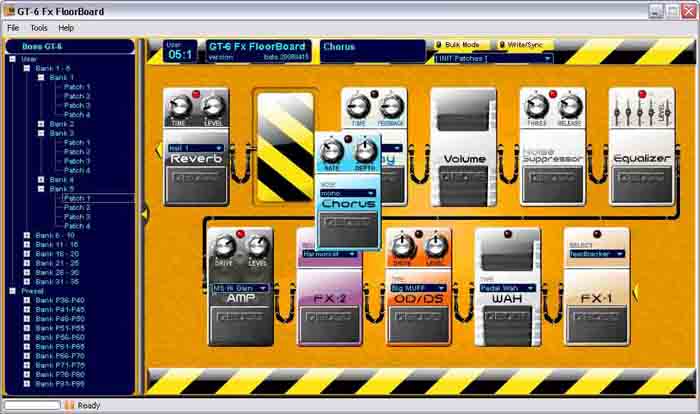 GT-6 Fx FloorBoard
File Tools Help
Boss GT-6
User
Bank 1 - 5
Bank 1
Patch 1
Patch 2
Patch 3
Patch 4
Bank 2
Bank 3
Patch 1
Patch 2
Patch 3
Patch 4
Bank 4
Bank 5
Patch 1
Patch 2
Patch 3
Patch 4
Bank 6 - 10
Bank 11 - 15
Bank 16 - 20
Bank 21 - 25
Bank 26 - 30
Bank 31 - 35
Preset
Bank P36-P40
Bank P41-P45
Bank P46-P50
Bank P51-P55
Bank P56-P60
Bank P61-P65
Bank P66-P70
Bank P71-P75
Bank P76-P80
Bank P81-P85
User
05:1
GT-6 Fx FloorBoard
version
Chorus
Bulk Mode
Write/Sync
[ INIT Patches ]
TIME LEVEL
Hall 1
Reverb
TIME FEEDBACK
RATE DEPTH
MODE
mono
Chorus
Volume
THRES RELEASE
Noise
Suppressor
LEVEL
Equalizer
DRIVE LEVEL
MS Hi Gain
AMP
Harmonist
FX-2
DRIVE LEVEL
TYPE
Big MUFF
OD/DS
TYPE
Pedal Wah
WAH
SELECT
FX-1
Ready